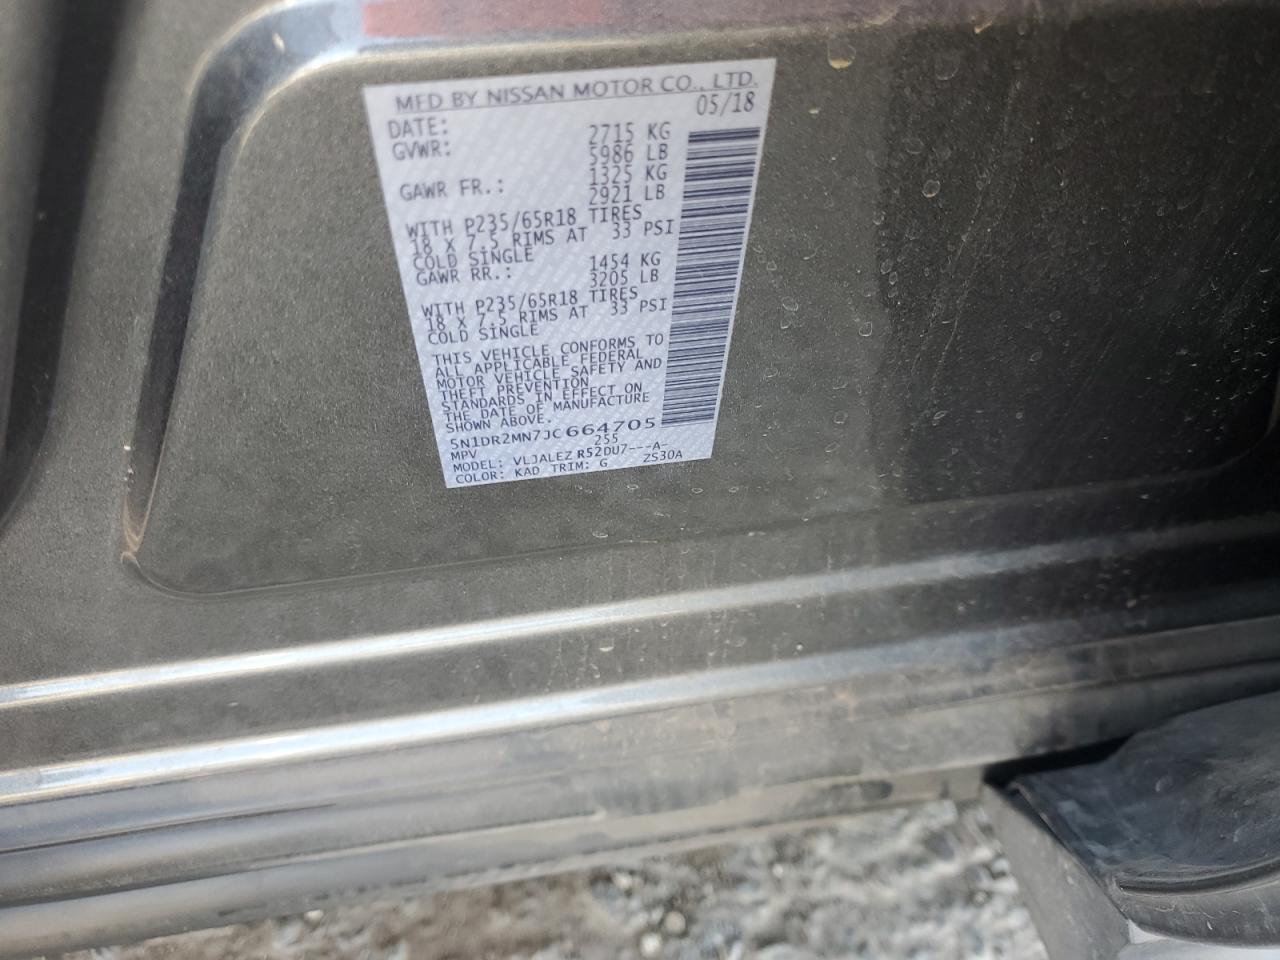 MFD BY NISSAN MOTOR CO., LTD.
DATE: 05/18
GVWR: 2715 KG
5986 LB
GAWR FR.: 1325 KG
2921 LB
WITH P235/65R18 TIRES
18 X 7.5 RIMS AT 33 PSI
COLD SINGLE
GAWR RR.: 1454 KG
3205 LB
WITH P235/65R18 TIRES
18 X 7.5 RIMS AT 33 PSI
COLD SINGLE
THIS VEHICLE CONFORMS TO
ALL APPLICABLE FEDERAL
MOTOR VEHICLE SAFETY AND
THEFT PREVENTION
STANDARDS IN EFFECT ON
THE DATE OF MANUFACTURE
SHOWN ABOVE.
5N1DR2MN7JC664705
MPV 255
MODEL: VLJALEZ R52DU7---A-
COLOR: KAD TRIM: G ZS30A